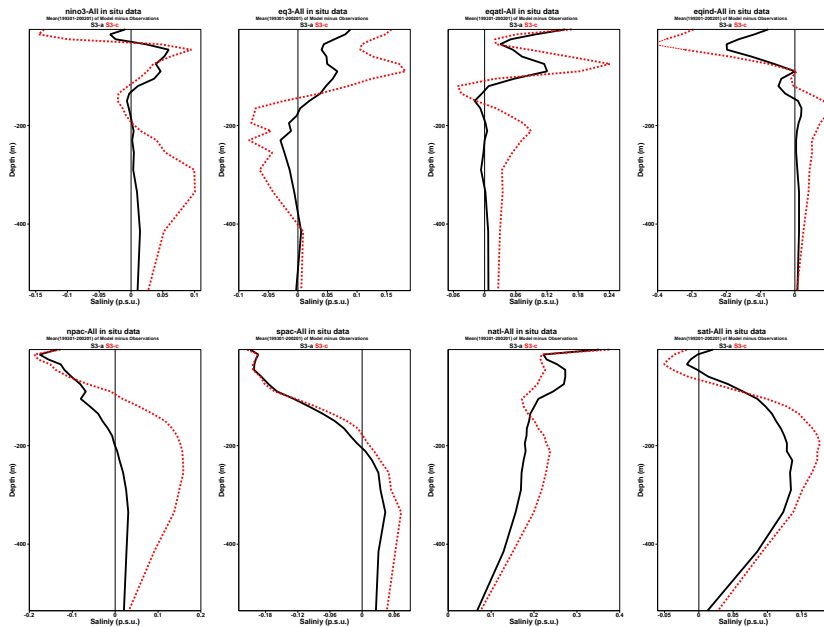 nino3-All in situ data
Mean(199301-200201) of Model minus Observations
S3-a S3-c
Depth (m)
-200
-400
-0.15 -0.1 -0.05 0 0.05 0.1
Saliniy (p.s.u.)
eq3-All in situ data
Mean(199301-200201) of Model minus Observations
S3-a S3-c
Depth (m)
-200
-400
-0.1 0 0.1
Saliniy (p.s.u.)
eqatl-All in situ data
Mean(199301-200201) of Model minus Observations
S3-a S3-c
Depth (m)
-200
-400
-0.06 0 0.06 0.12 0.18 0.24
Saliniy (p.s.u.)
eqind-All in situ data
Mean(199301-200201) of Model minus Observations
S3-a S3-c
Depth (m)
-200
-400
-0.4 -0.3 -0.2 -0.1 0
Saliniy (p.s.u.)
npac-All in situ data
Mean(199301-200201) of Model minus Observations
S3-a S3-c
Depth (m)
-200
-400
-0.2 -0.1 0 0.1 0.2
Saliniy (p.s.u.)
spac-All in situ data
Mean(199301-200201) of Model minus Observations
S3-a S3-c
Depth (m)
-200
-400
-0.18 -0.12 -0.06 0 0.06
Saliniy (p.s.u.)
natl-All in situ data
Mean(199301-200201) of Model minus Observations
S3-a S3-c
Depth (m)
-200
-400
0 0.1 0.2 0.3 0.4
Saliniy (p.s.u.)
satl-All in situ data
Mean(199301-200201) of Model minus Observations
S3-a S3-c
Depth (m)
-200
-400
-0.05 0 0.05 0.1 0.15
Saliniy (p.s.u.)